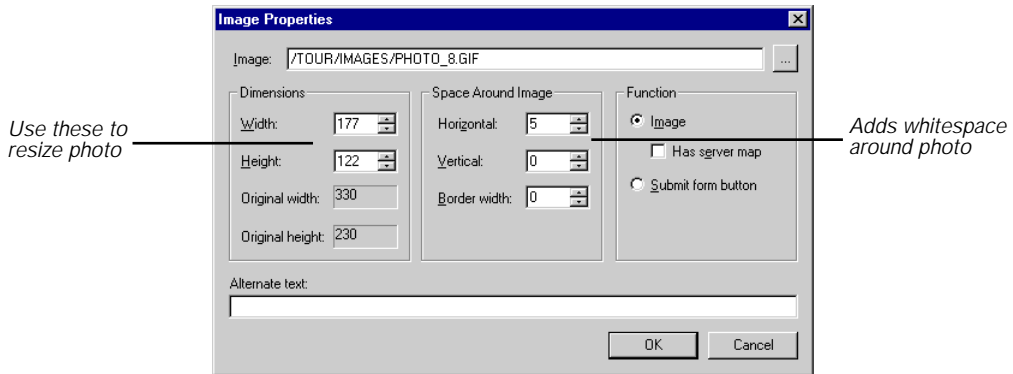 Image Properties
Image: /TOUR/IMAGES/PHOTO_8.GIF ...
Dimensions
Width: 177
Height: 122
Original width: 330
Original height: 230
Space Around Image
Horizontal: 5
Vertical: 0
Border width: 0
Function
Image
Has server map
Submit form button
Alternate text:
OK Cancel
Use these to
resize photo
Adds whitespace
around photo